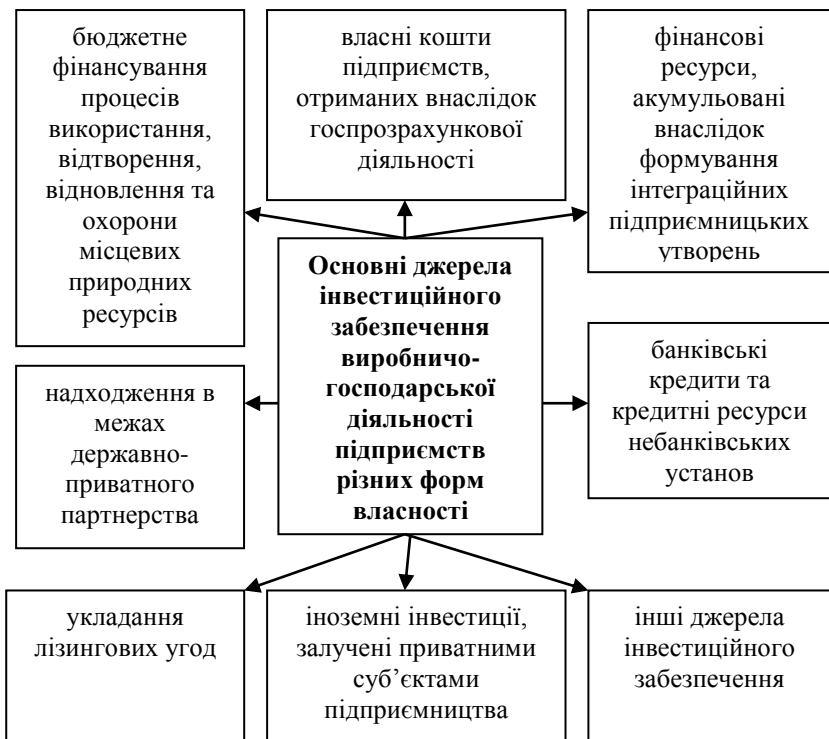 бюджетне
фінансування
процесів
використання,
відтворення,
відновлення та
охорони
місцевих
природних
ресурсів
власні кошти
підприємств,
отриманих внаслідок
госпрозрахункової
діяльності
фінансові
ресурси,
акумульовані
внаслідок
формування
інтеграційних
підприємницьких
утворень
Основні джерела
інвестиційного
забезпечення
виробничо-
господарської
діяльності
підприємств
різних форм
власності
надходження в
межах
державно-
приватного
партнерства
банківські
кредити та
кредитні ресурси
небанківських
установ
укладання
лізингових угод
іноземні інвестиції,
залучені приватними
суб’єктами
підприємництва
інші джерела
інвестиційного
забезпечення